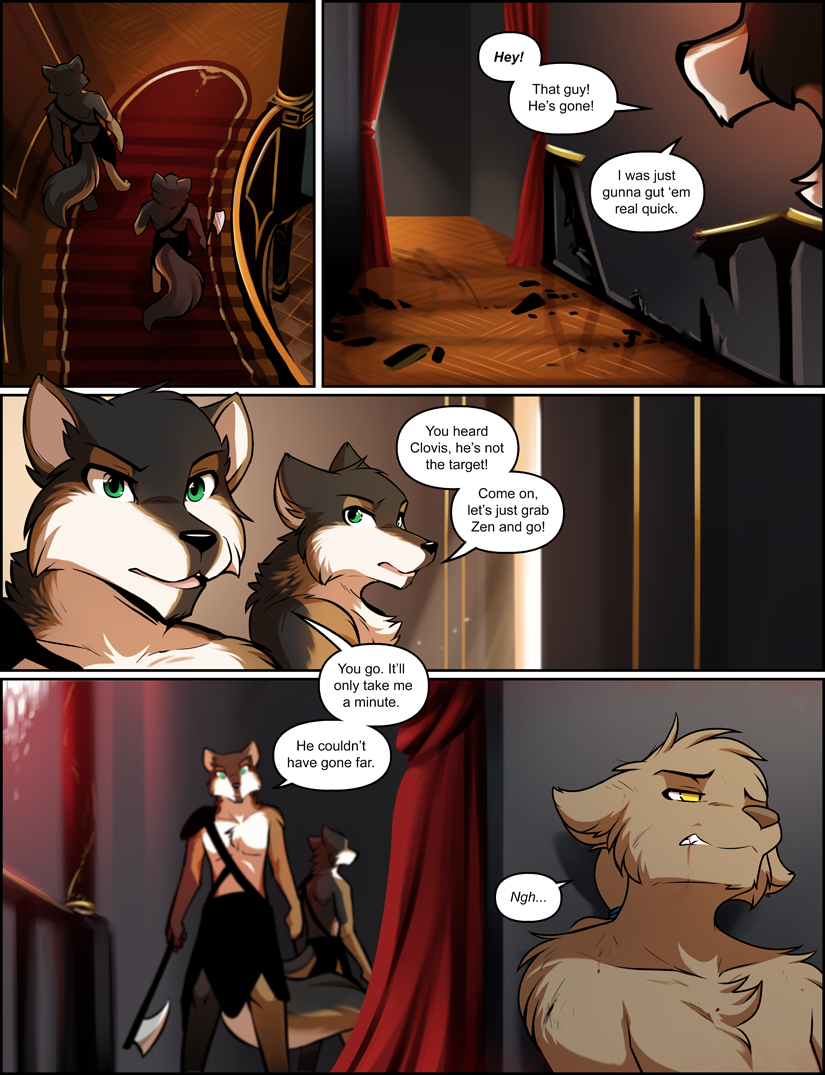 Hey!
That guy!
He's gone!
I was just
gunna gut ‘em
real quick.
You heard
Clovis, he's not
the target!
Come on,
let's just grab
Zen and go!
You go. It'll
only take me
a minute.
He couldn't
have gone far.
Ngh...